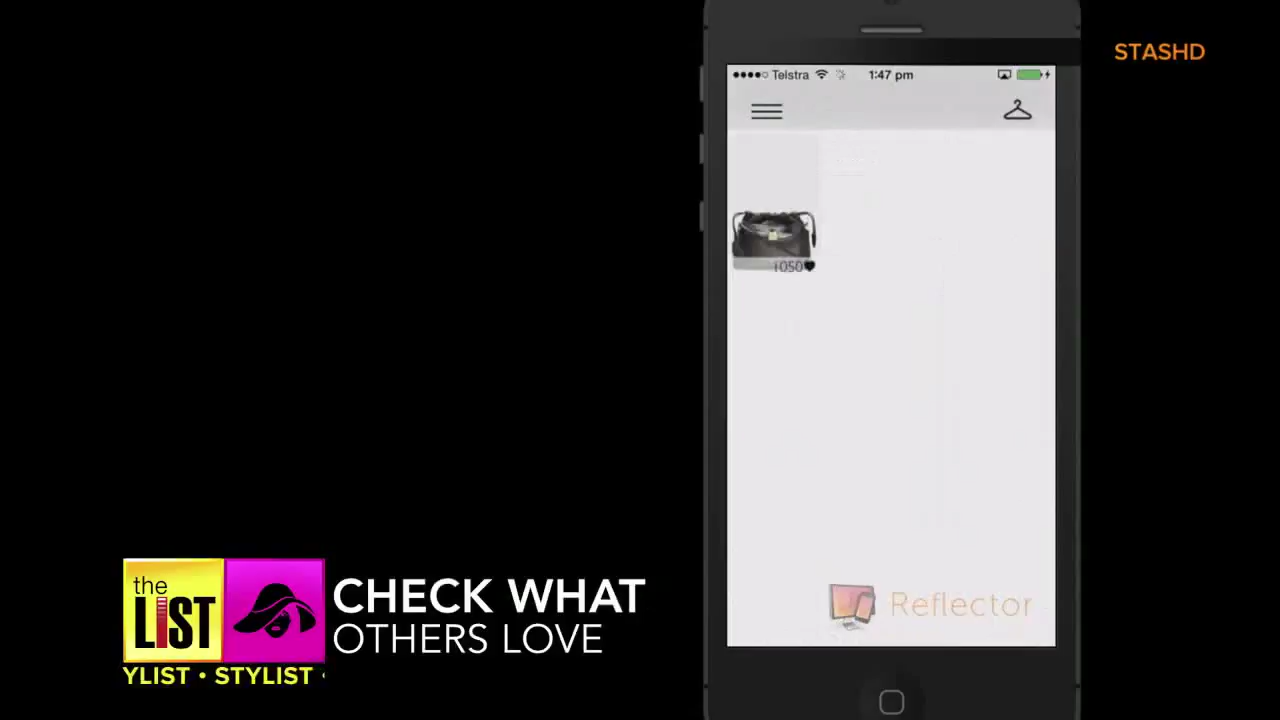 STASHD
Telstra 1:47 pm
1050
Reflector
the
LIST
CHECK WHAT
OTHERS LOVE
YLIST • STYLIST •